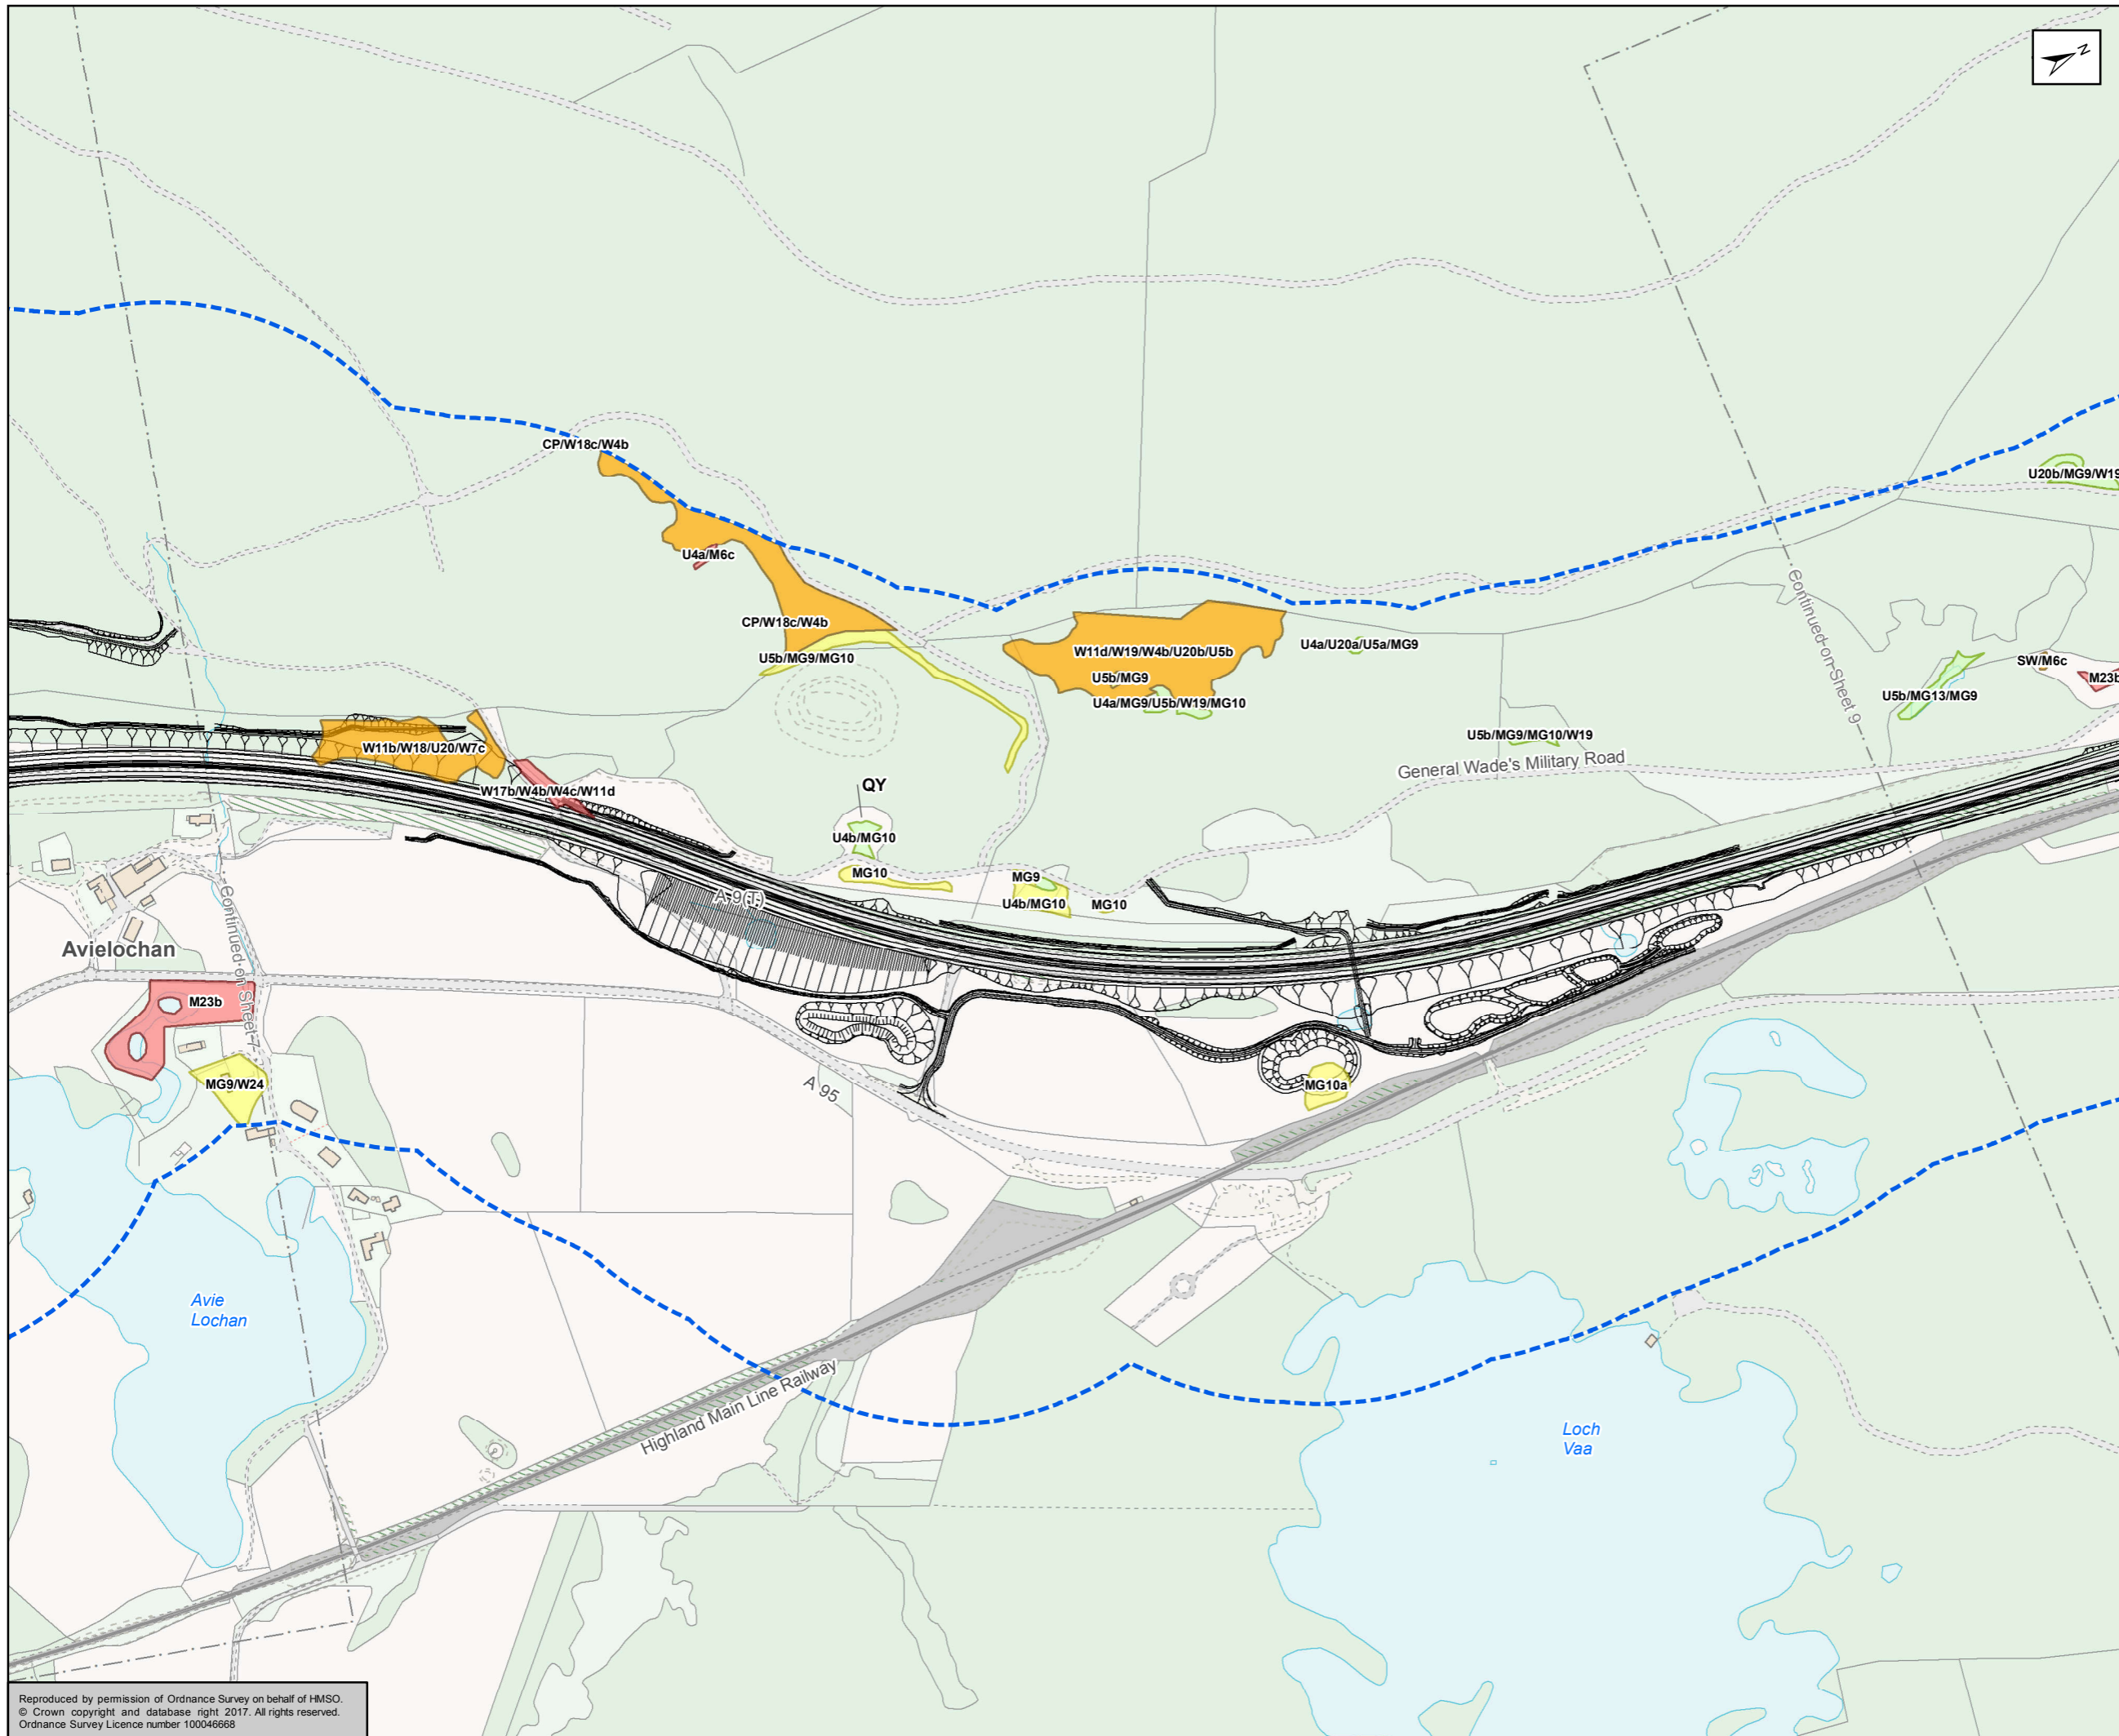 N
CP/W18c/W4b
U20b/MG9/W19
U4a/M6c
Continued on Sheet 9
CP/W18c/W4b
U4a/U20a/U5a/MG9
W11d/W19/W4b/U20b/U5b
U5b/MG9/MG10
SW/M6c
U5b/MG9
M23b
U5b/MG13/MG9
U4a/MG9/U5b/W19/MG10
U5b/MG9/MG10/W19
W11b/W18/U20/W7c
General Wade's Military Road
QY
W17b/W4b/W4c/W11d
U4b/MG10
MG10
MG9
A 9(T)
U4b/MG10
MG10
Avielochan
Continued on Sheet 7
M23b
MG9/W24
A 95
MG10a
Avie
Lochan
Highland Main Line Railway
Loch
Vaa
Reproduced by permission of Ordnance Survey on behalf of HMSO.
© Crown copyright and database right 2017. All rights reserved.
Ordnance Survey Licence number 100046668